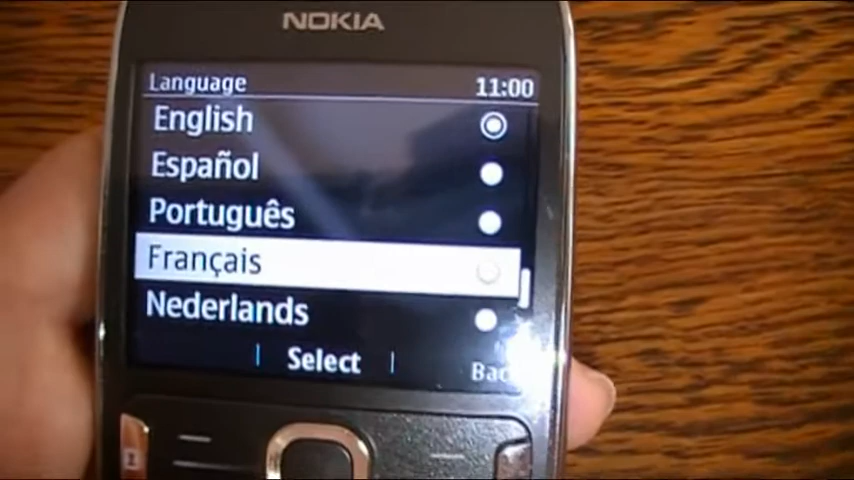 NOKIA
Language 11:00
English
Español
Português
Français
Nederlands
Select